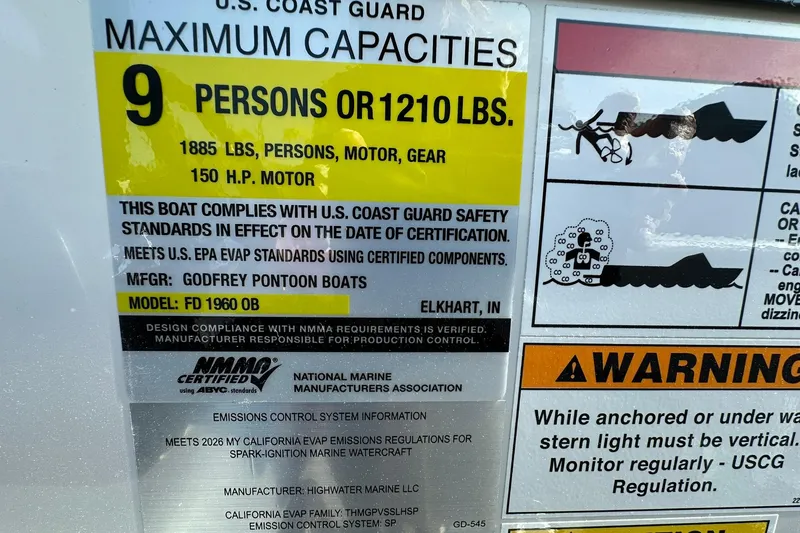 U.S. COAST GUARD
MAXIMUM CAPACITIES
9 PERSONS OR 1210 LBS.
1885 LBS, PERSONS, MOTOR, GEAR
150 H.P. MOTOR
THIS BOAT COMPLIES WITH U.S. COAST GUARD SAFETY
STANDARDS IN EFFECT ON THE DATE OF CERTIFICATION.
MEETS U.S. EPA EVAP STANDARDS USING CERTIFIED COMPONENTS.
MFGR: GODFREY PONTOON BOATS
MODEL: FD 1960 OB ELKHART, IN
DESIGN COMPLIANCE WITH NMMA REQUIREMENTS IS VERIFIED.
MANUFACTURER RESPONSIBLE FOR PRODUCTION CONTROL.
NMMA
CERTIFIED
using ABYC standards
NATIONAL MARINE
MANUFACTURERS ASSOCIATION
EMISSIONS CONTROL SYSTEM INFORMATION
MEETS 2026 MY CALIFORNIA EVAP EMISSIONS REGULATIONS FOR
SPARK-IGNITION MARINE WATERCRAFT
MANUFACTURER: HIGHWATER MARINE LLC
CALIFORNIA EVAP FAMILY: THMGPVSSLHSP
EMISSION CONTROL SYSTEM: SP GD-545
CA
OR
-- Ca
eng
MOVE
dizzin
WARNING
While anchored or under wa
stern light must be vertical.
Monitor regularly - USCG
Regulation.